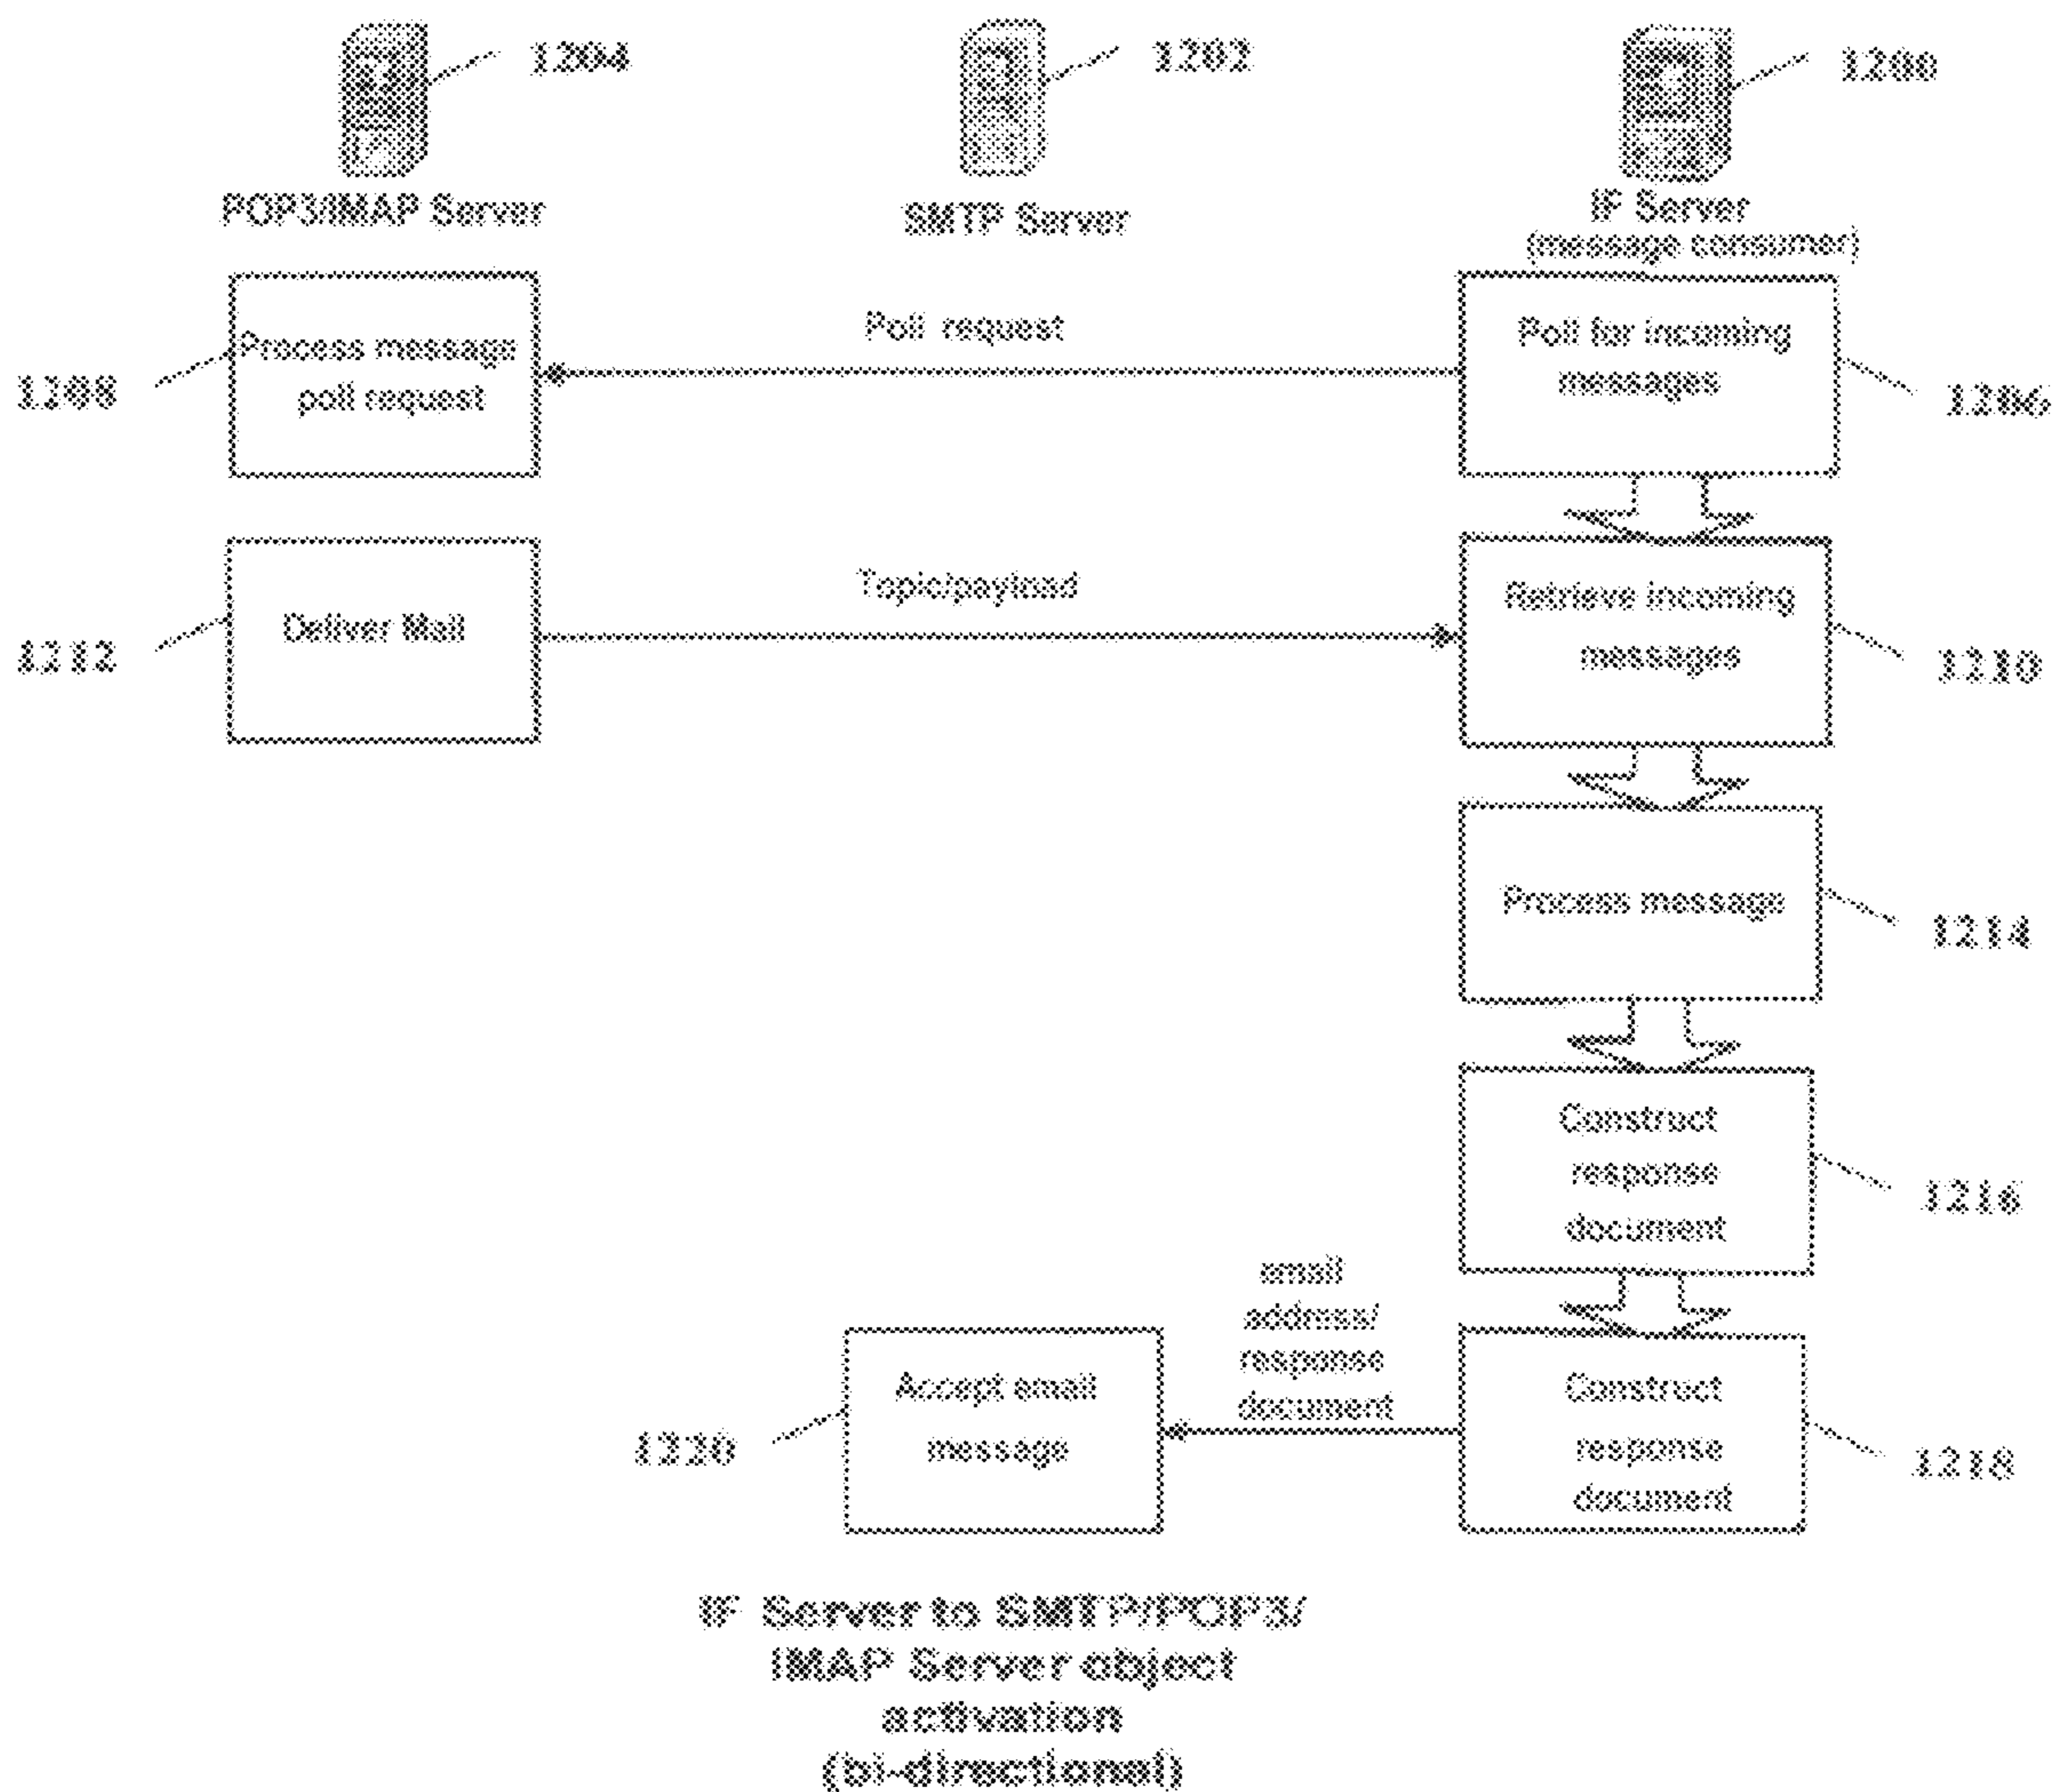 1204
1202
1200
POP3/IMAP Server
SMTP Server
IF Server
(message consumer)
Process message
poll request
1208
Poll request
Poll for incoming
messages
1206
Deliver Mail
1212
Topic/payload
Retrieve incoming
messages
1210
Process message
1214
Construct
response
document
1216
email
address/
response
document
Accept email
message
1220
Construct
response
document
1218
IF Server to SMTP/POP3/
IMAP Server object
activation
(bi-directional)